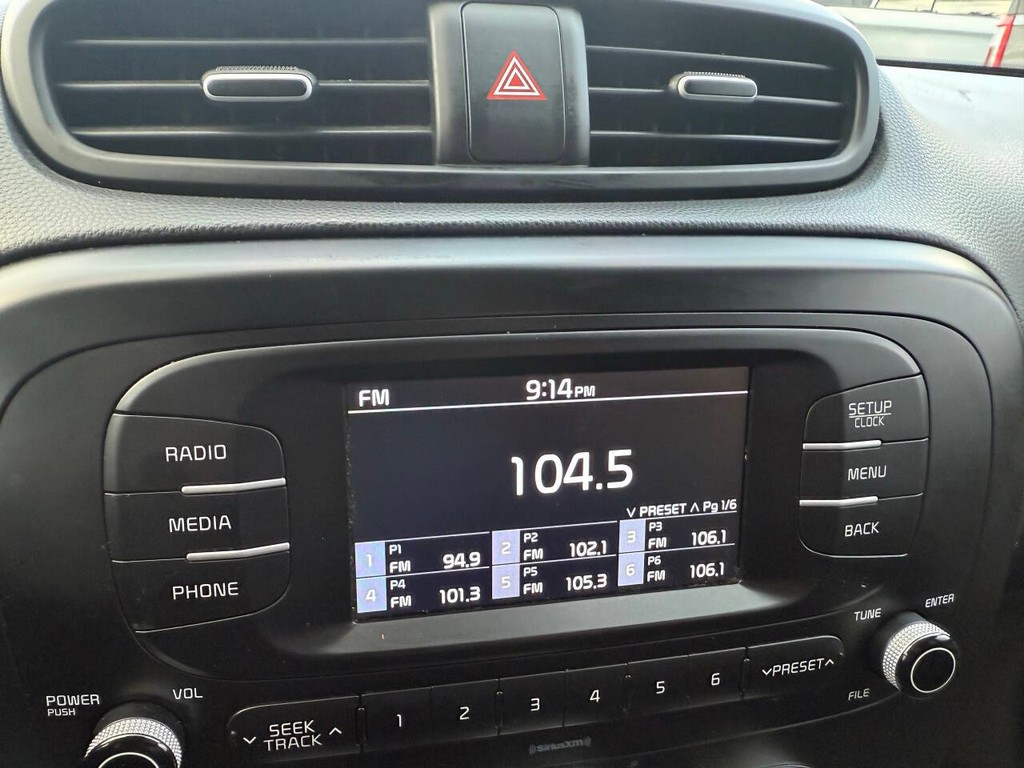 FM 9:14 PM
104.5
∨ PRESET ∧ Pg 1/6
1 P1 FM 94.9
2 P2 FM 102.1
3 P3 FM 106.1
4 P4 FM 101.3
5 P5 FM 105.3
6 P6 FM 106.1
RADIO
MEDIA
PHONE
SETUP
CLOCK
MENU
BACK
POWER
PUSH
VOL
SEEK
TRACK
1 2 3 4 5 6
PRESET
TUNE
FILE
ENTER
((SiriusXM))